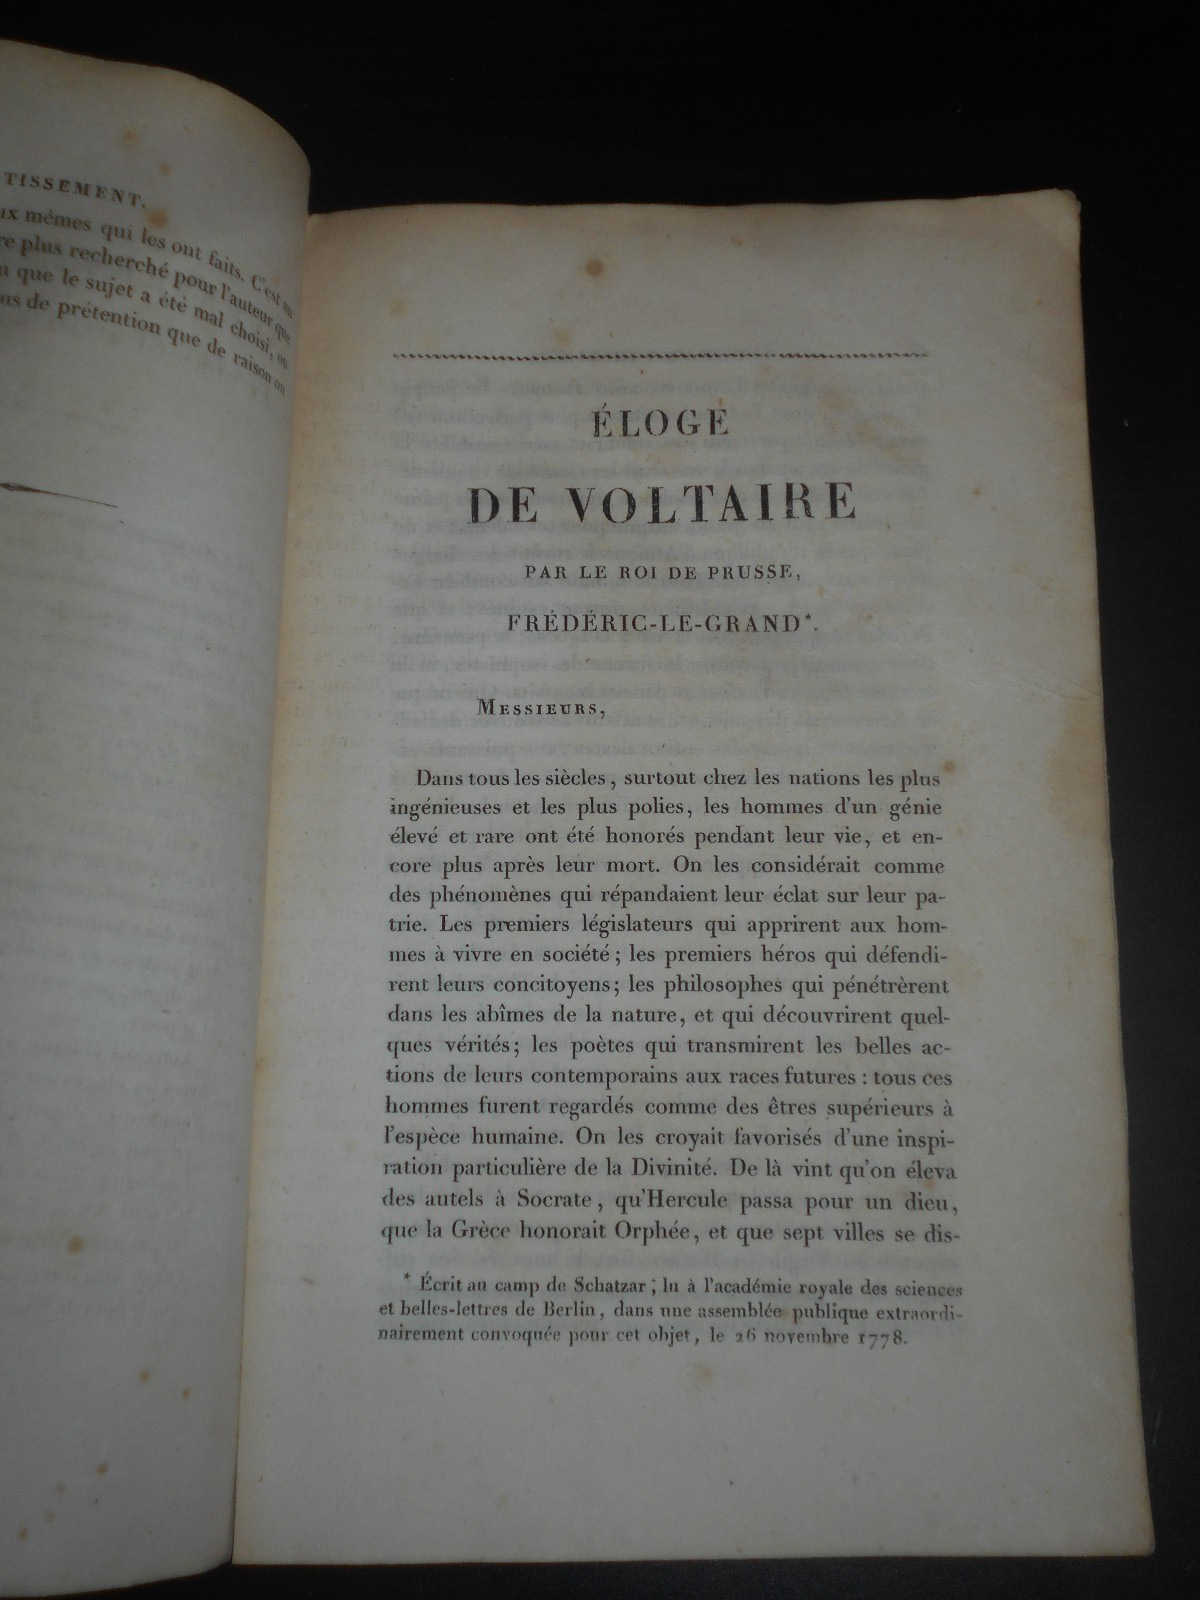 TISSEMENT.
mêmes qui les ont faits. C'est un
plus recherché pour l'auteur que
que le sujet a été mal choisi, on
de prétention que de raison on
ÉLOGE
DE VOLTAIRE
PAR LE ROI DE PRUSSE,
FRÉDÉRIC-LE-GRAND*.
MESSIEURS,
Dans tous les siècles, surtout chez les nations les plus
ingénieuses et les plus polies, les hommes d'un génie
élevé et rare ont été honorés pendant leur vie, et en-
core plus après leur mort. On les considérait comme
des phénomènes qui répandaient leur éclat sur leur pa-
trie. Les premiers législateurs qui apprirent aux hom-
mes à vivre en société; les premiers héros qui défendi-
rent leurs concitoyens; les philosophes qui pénétrèrent
dans les abîmes de la nature, et qui découvrirent quel-
ques vérités; les poètes qui transmirent les belles ac-
tions de leurs contemporains aux races futures : tous ces
hommes furent regardés comme des êtres supérieurs à
l'espèce humaine. On les croyait favorisés d'une inspi-
ration particulière de la Divinité. De là vint qu'on éleva
des autels à Socrate, qu'Hercule passa pour un dieu,
que la Grèce honorait Orphée, et que sept villes se dis-
* Écrit au camp de Schatzar; lu à l'académie royale des sciences
et belles-lettres de Berlin, dans une assemblée publique extraordi-
nairement convoquée pour cet objet, le 26 novembre 1778.